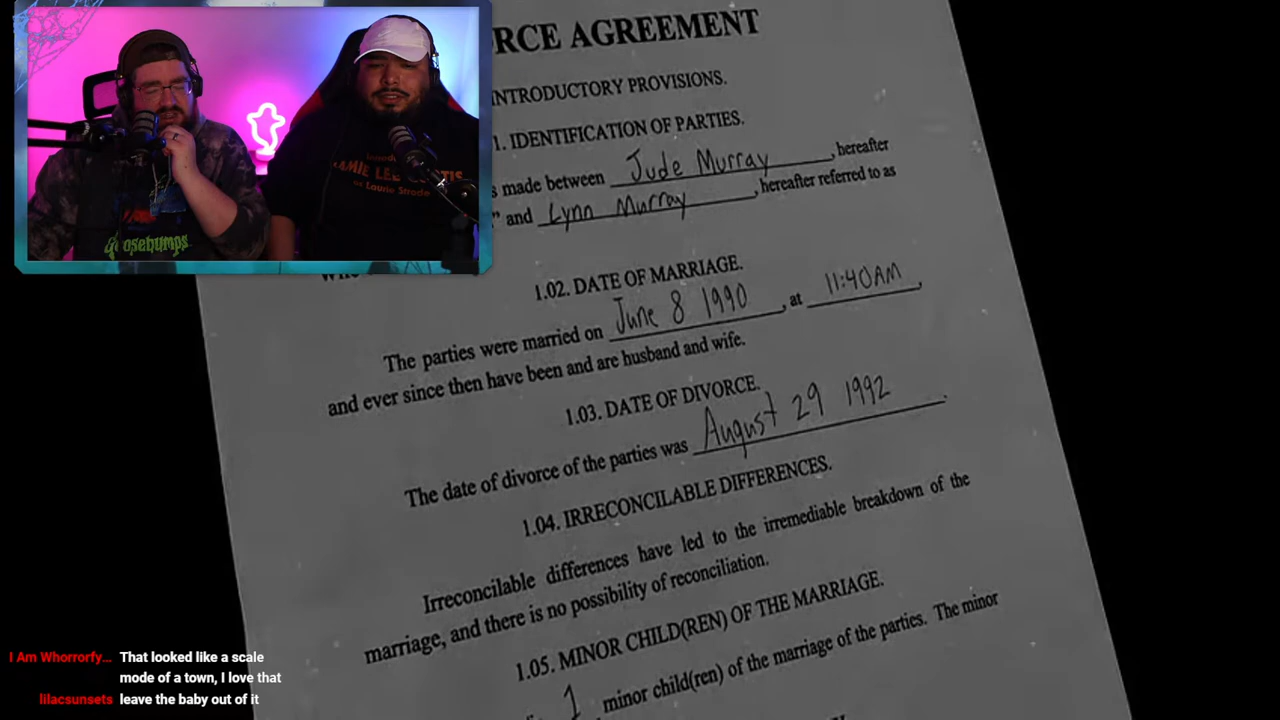 RCE AGREEMENT
INTRODUCTORY PROVISIONS.
1. IDENTIFICATION OF PARTIES.
s made between Jude Murray, hereafter
" and Lynn Murray, hereafter referred to as
1.02. DATE OF MARRIAGE.
The parties were married on June 8 1990, at 11:40AM,
and ever since then have been and are husband and wife.
1.03. DATE OF DIVORCE.
The date of divorce of the parties was August 29 1992.
1.04. IRRECONCILABLE DIFFERENCES.
Irreconcilable differences have led to the irremediable breakdown of the
marriage, and there is no possibility of reconciliation.
1.05. MINOR CHILD(REN) OF THE MARRIAGE.
1 minor child(ren) of the marriage of the parties. The minor
Goosebumps
JAMIE LEE CURTIS
Laurie Strode
I Am Whorrorfy... That looked like a scale
mode of a town, I love that
lilacsunsets leave the baby out of it